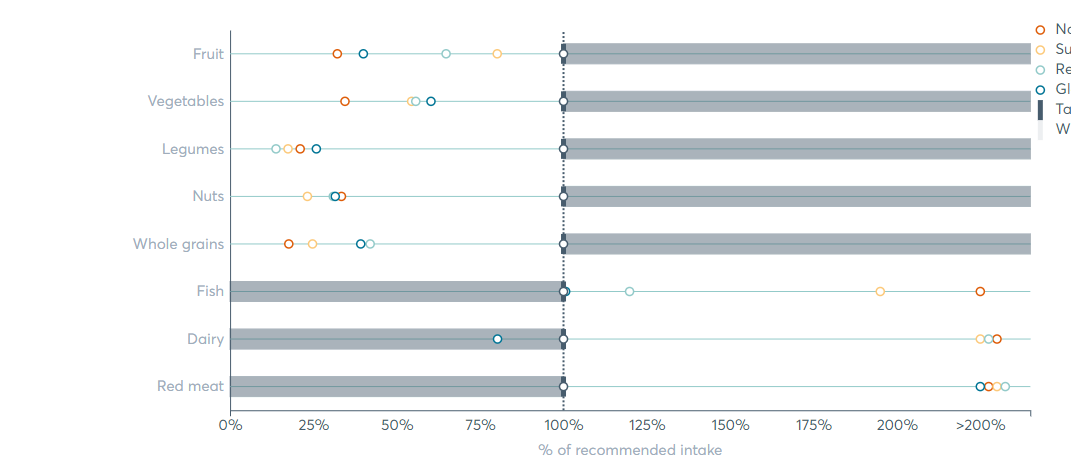 Fruit
Vegetables
Legumes
Nuts
Whole grains
Fish
Dairy
Red meat
0% 25% 50% 75% 100% 125% 150% 175% 200% >200%
% of recommended intake